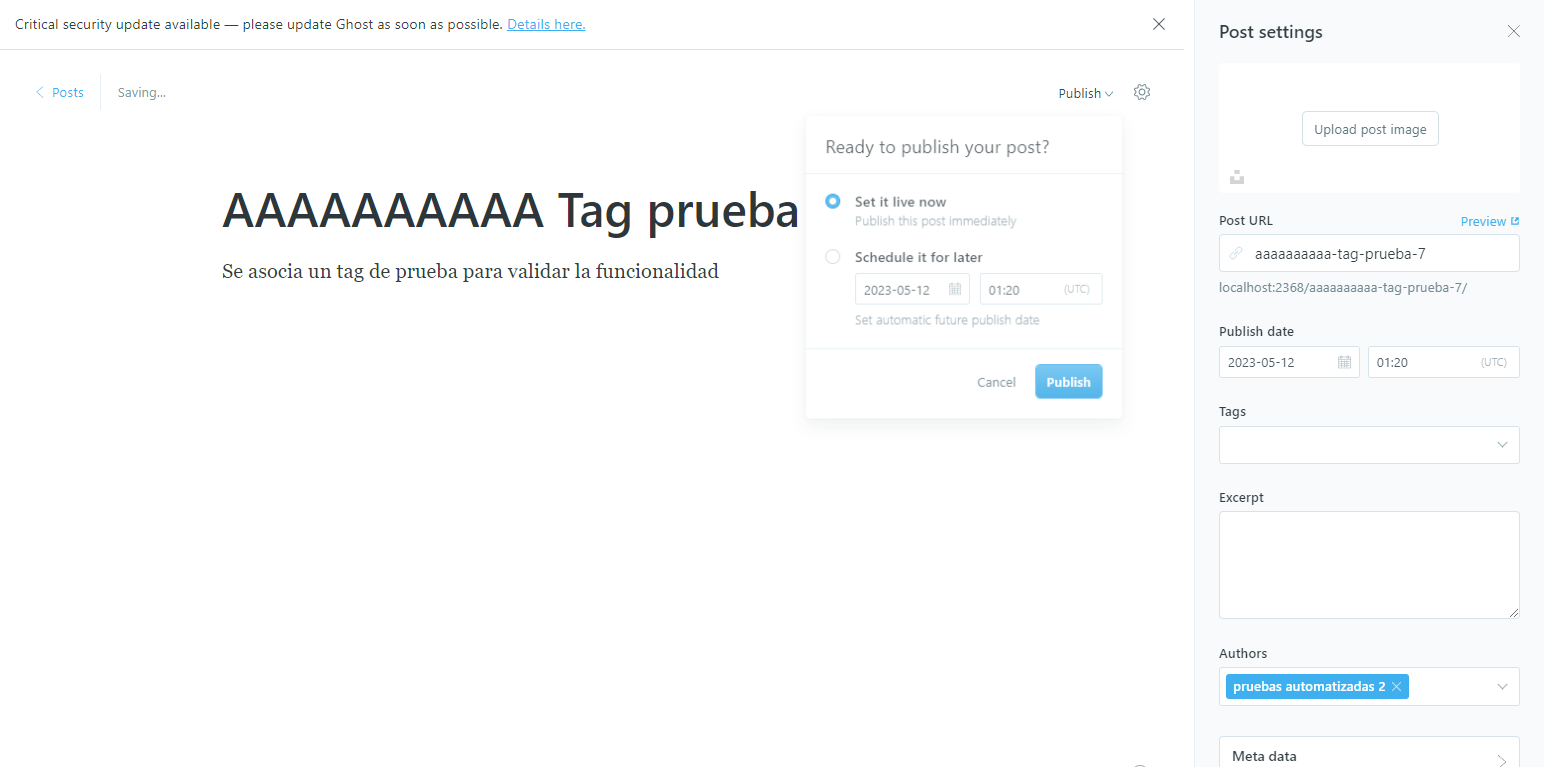 Critical security update available — please update Ghost as soon as possible. Details here.
Posts
Saving...
Publish
AAAAAAAAAA Tag prueba
Se asocia un tag de prueba para validar la funcionalidad
Ready to publish your post?
Set it live now
Publish this post immediately
Schedule it for later
2023-05-12
01:20 (UTC)
Set automatic future publish date
Cancel
Publish
Post settings
Upload post image
Post URL
Preview
aaaaaaaaaa-tag-prueba-7
localhost:2368/aaaaaaaaaa-tag-prueba-7/
Publish date
2023-05-12
01:20 (UTC)
Tags
Excerpt
Authors
pruebas automatizadas 2
Meta data